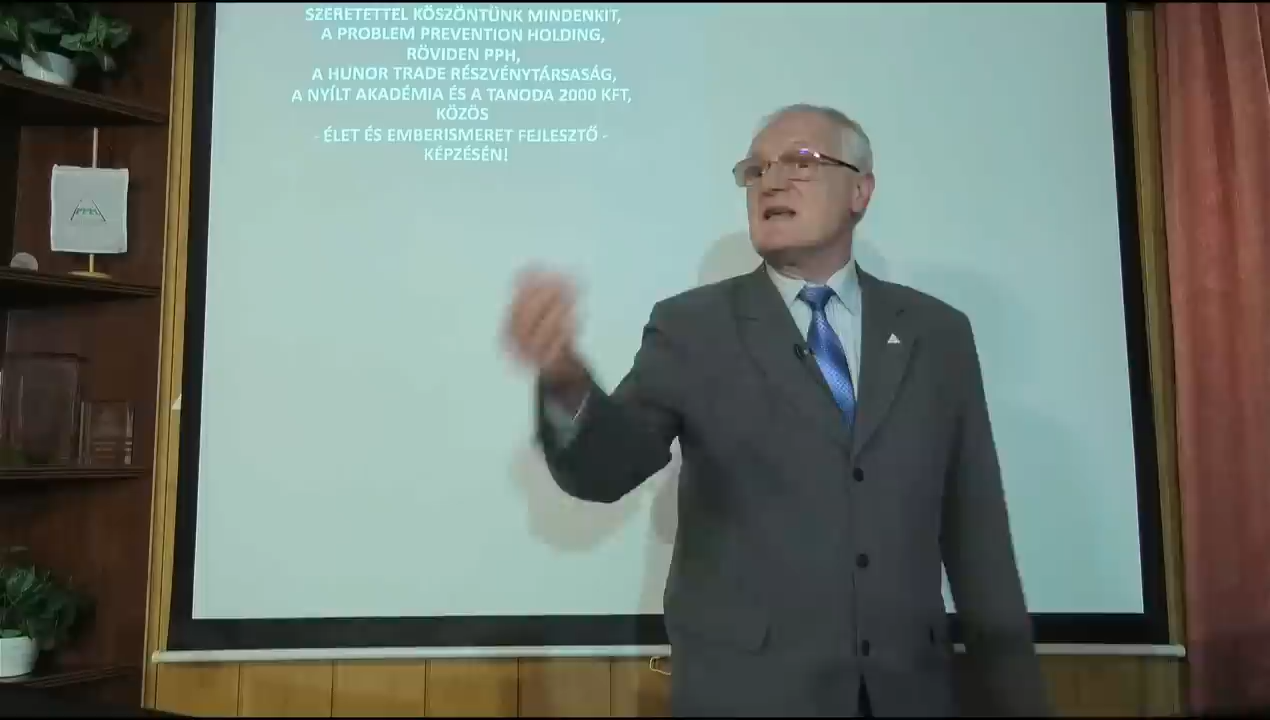 SZERETETTEL KÖSZÖNTÜNK MINDENKIT,
A PROBLEM PREVENTION HOLDING,
RÖVIDEN PPH,
A HUNOR TRADE RÉSZVÉNYTÁRSASÁG,
A NYÍLT AKADÉMIA ÉS A TANODA 2000 KFT,
KÖZÖS
- ÉLET ÉS EMBERISMERET FEJLESZTŐ -
KÉPZÉSÉN!